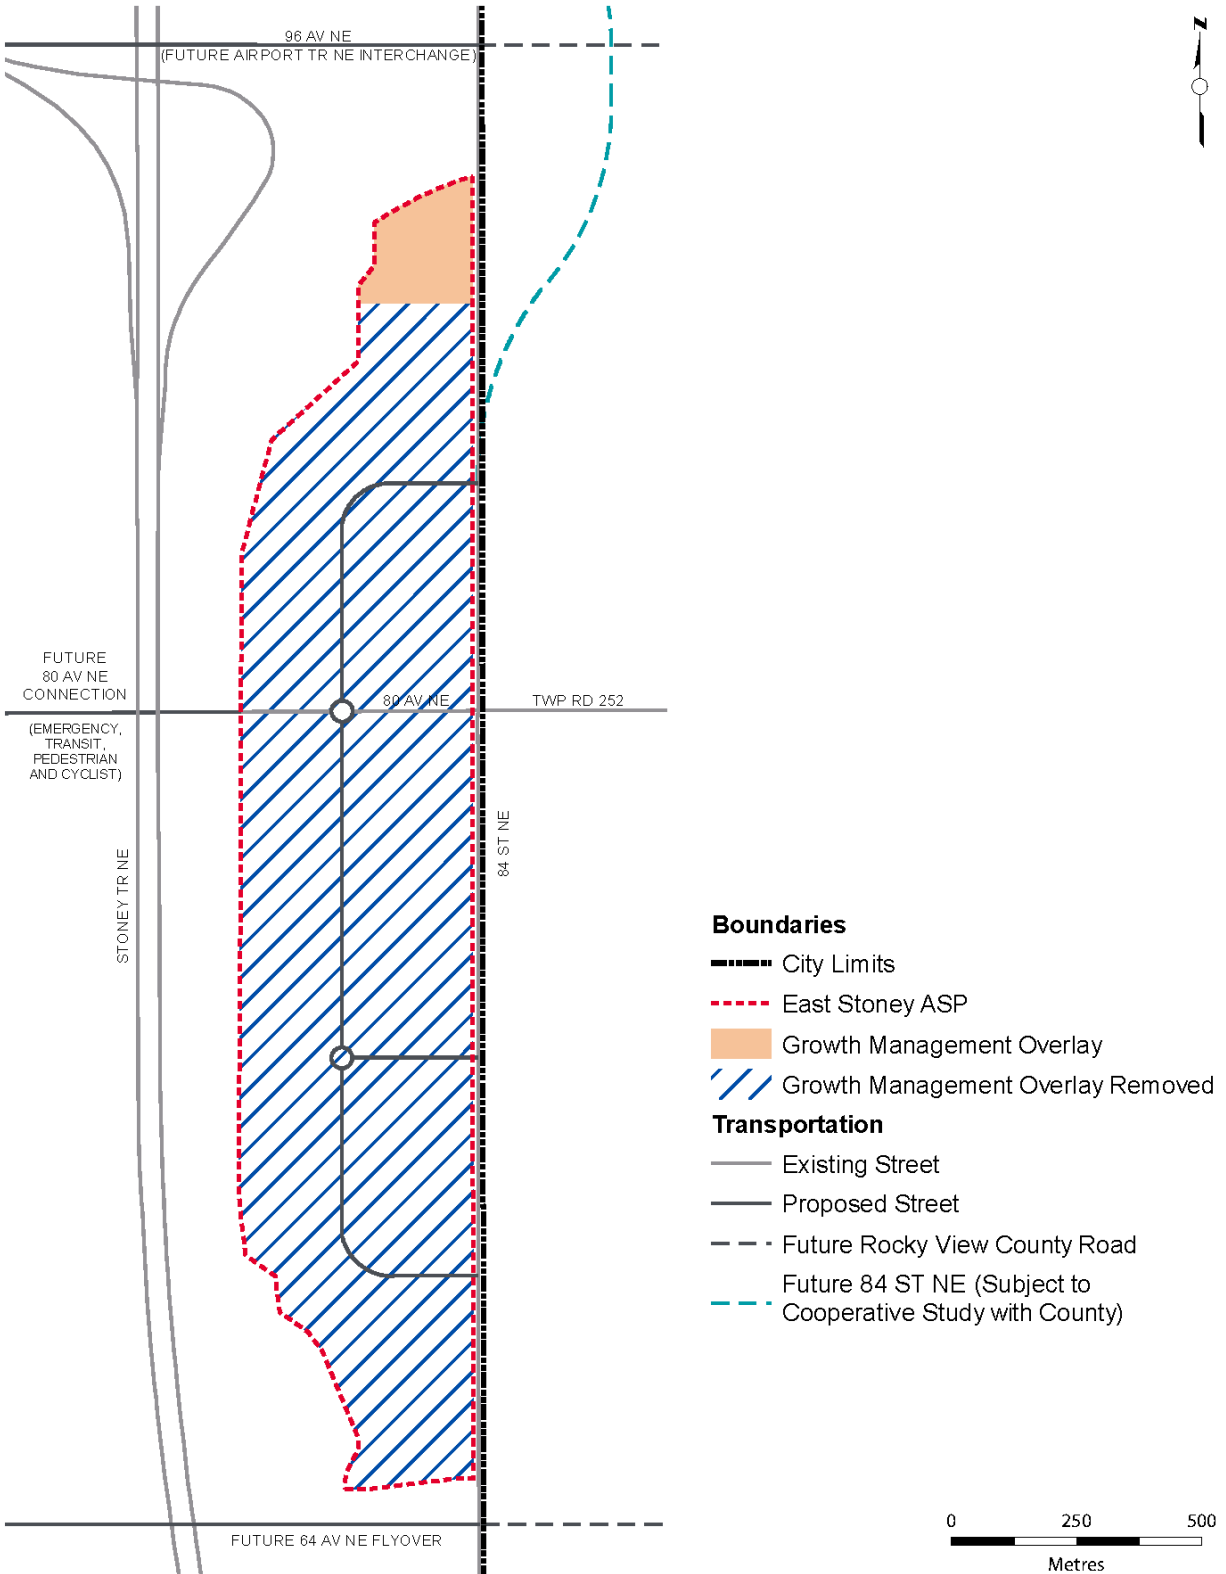 96 AV NE
(FUTURE AIRPORT TR NE INTERCHANGE)
N
FUTURE
80 AV NE
CONNECTION
(EMERGENCY,
TRANSIT,
PEDESTRIAN
AND CYCLIST)
80 AV NE
TWP RD 252
STONEY TR NE
84 ST NE
Boundaries
City Limits
East Stoney ASP
Growth Management Overlay
Growth Management Overlay Removed
Transportation
Existing Street
Proposed Street
Future Rocky View County Road
Future 84 ST NE (Subject to
Cooperative Study with County)
FUTURE 64 AV NE FLYOVER
0 250 500
Metres